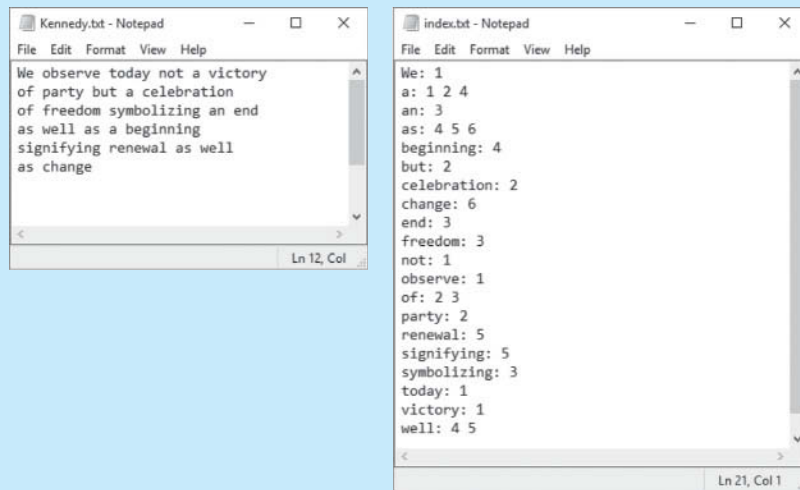 Kennedy.txt - Notepad
File Edit Format View Help
We observe today not a victory
of party but a celebration
of freedom symbolizing an end
as well as a beginning
signifying renewal as well
as change
Ln 12, Col
index.txt - Notepad
File Edit Format View Help
We: 1
a: 1 2 4
an: 3
as: 4 5 6
beginning: 4
but: 2
celebration: 2
change: 6
end: 3
freedom: 3
not: 1
observe: 1
of: 2 3
party: 2
renewal: 5
signifying: 5
symbolizing: 3
today: 1
victory: 1
well: 4 5
Ln 21, Col 1